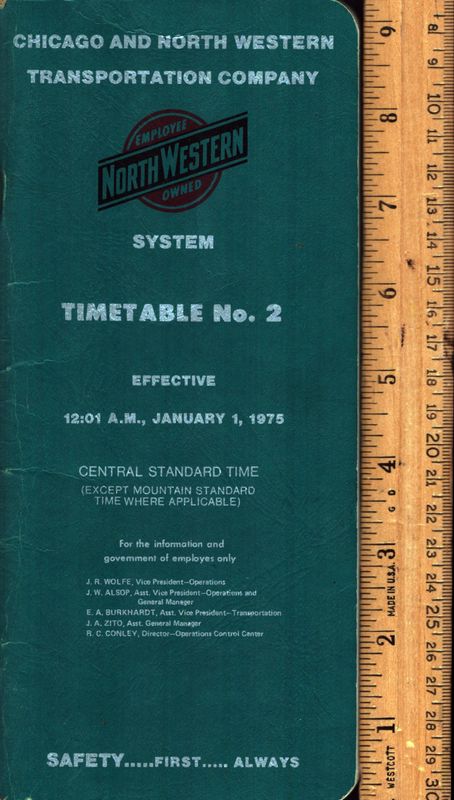 CHICAGO AND NORTH WESTERN
TRANSPORTATION COMPANY
EMPLOYEE
NORTH WESTERN
OWNED
SYSTEM
TIMETABLE No. 2
EFFECTIVE
12:01 A.M., JANUARY 1, 1975
CENTRAL STANDARD TIME
(EXCEPT MOUNTAIN STANDARD
TIME WHERE APPLICABLE)
For the information and
government of employes only
J. R. WOLFE, Vice President—Operations
J. W. ALSOP, Asst. Vice President—Operations and
General Manager
E. A. BURKHARDT, Asst. Vice President—Transportation
J. A. ZITO, Asst. General Manager
R. C. CONLEY, Director—Operations Control Center
SAFETY.....FIRST..... ALWAYS
WESTCOTT
1
2
MADE IN U.S.A.
3
4
5
6
7
8
9
8
9
10
11
12
13
14
15
16
17
18
19
20
21
22
23
24
25
26
27
28
29
30